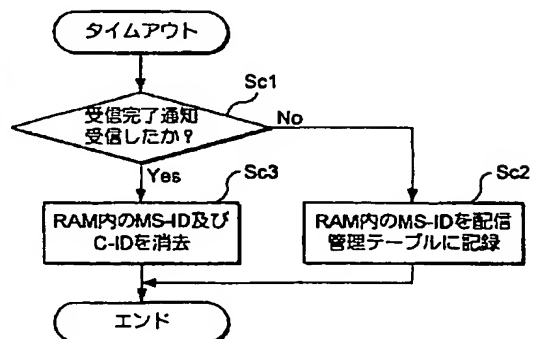 タイムアウト
Sc1
受信完了通知
受信したか？
No
Yes
Sc3
Sc2
RAM内のMS-ID及び
C-IDを消去
RAM内のMS-IDを配信
管理テーブルに記録
エンド